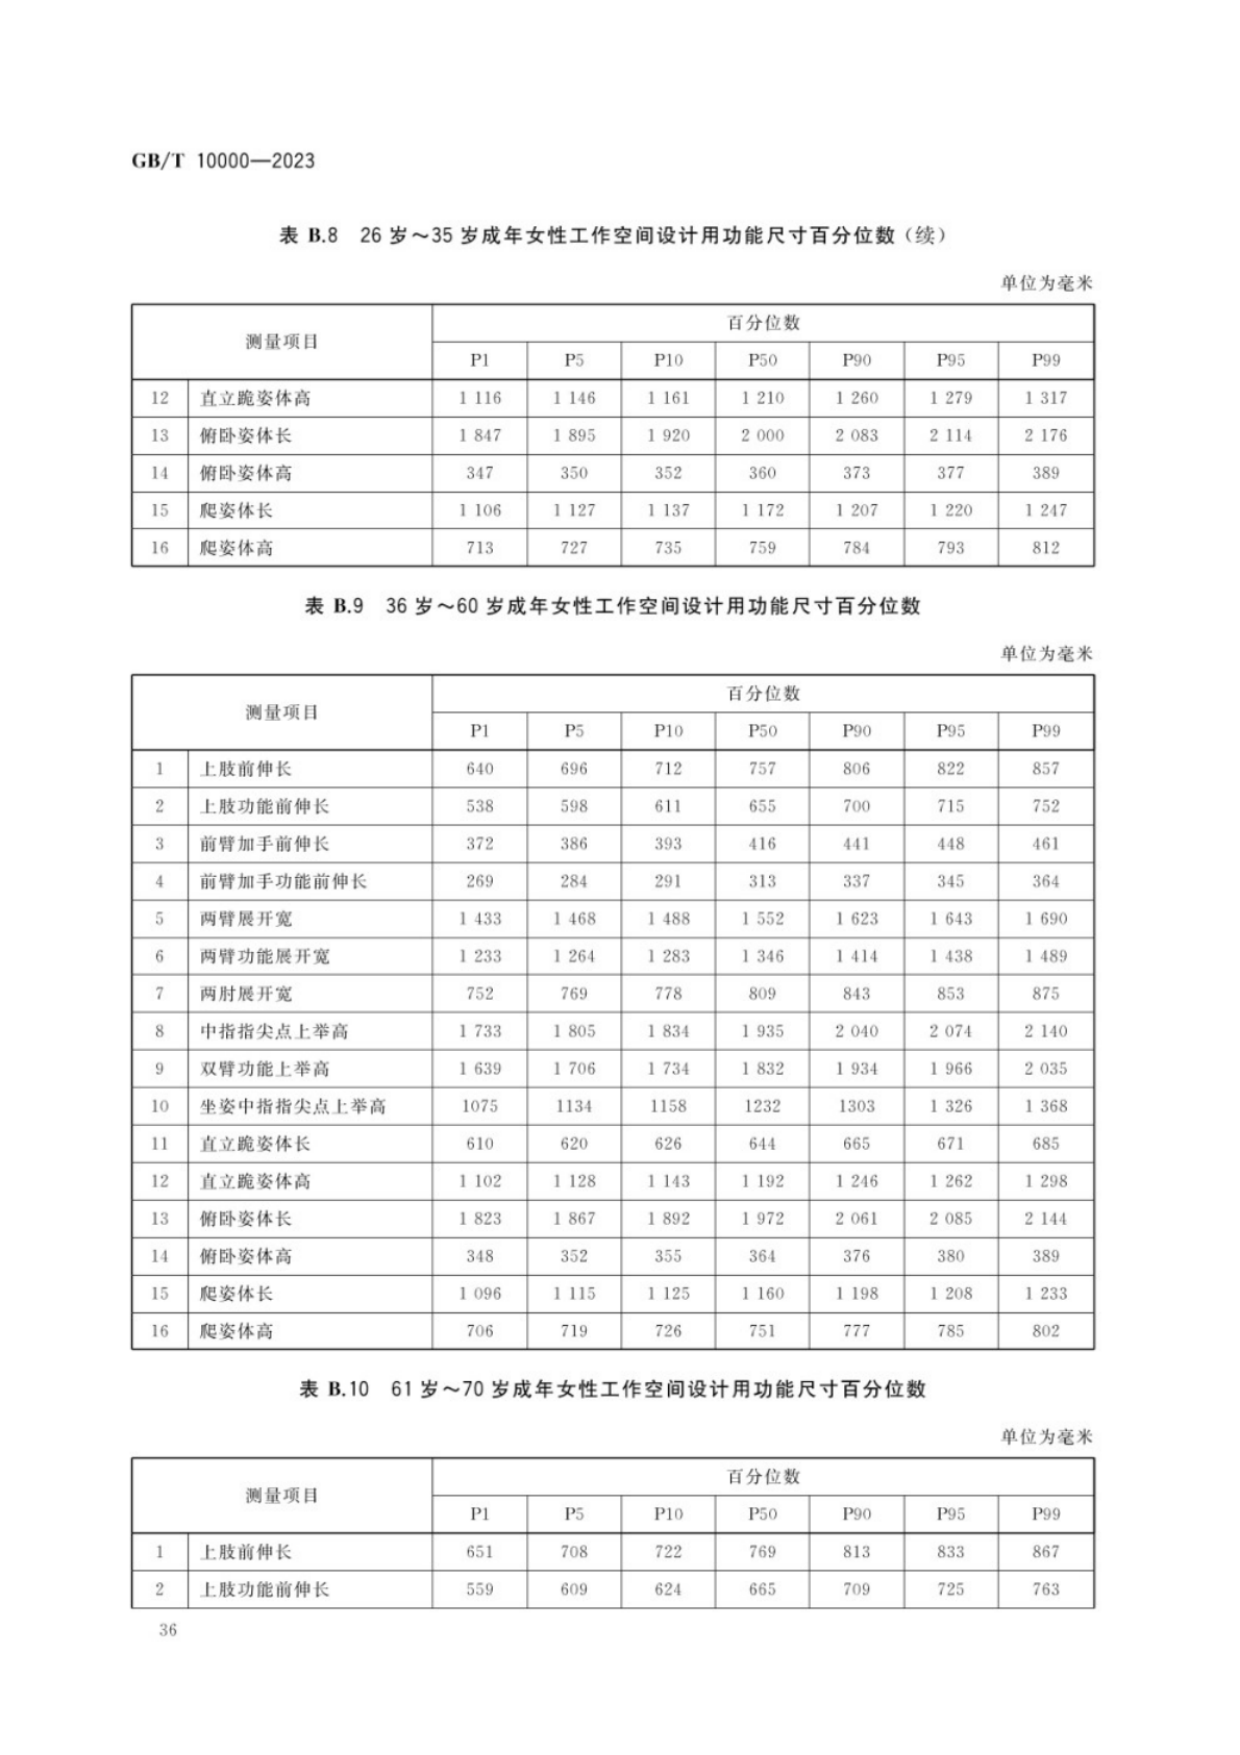 GB/T 10000—2023
表 B.8 26 岁～35 岁成年女性工作空间设计用功能尺寸百分位数（续）
单位为毫米
测量项目 百分位数
P1 P5 P10 P50 P90 P95 P99
12 直立跪姿体高 1 116 1 146 1 161 1 210 1 260 1 279 1 317
13 俯卧姿体长 1 847 1 895 1 920 2 000 2 083 2 114 2 176
14 俯卧姿体高 347 350 352 360 373 377 389
15 爬姿体长 1 106 1 127 1 137 1 172 1 207 1 220 1 247
16 爬姿体高 713 727 735 759 784 793 812
表 B.9 36 岁～60 岁成年女性工作空间设计用功能尺寸百分位数
单位为毫米
测量项目 百分位数
P1 P5 P10 P50 P90 P95 P99
1 上肢前伸长 640 696 712 757 806 822 857
2 上肢功能前伸长 538 598 611 655 700 715 752
3 前臂加手前伸长 372 386 393 416 441 448 461
4 前臂加手功能前伸长 269 284 291 313 337 345 364
5 两臂展开宽 1 433 1 468 1 488 1 552 1 623 1 643 1 690
6 两臂功能展开宽 1 233 1 264 1 283 1 346 1 414 1 438 1 489
7 两肘展开宽 752 769 778 809 843 853 875
8 中指指尖点上举高 1 733 1 805 1 834 1 935 2 040 2 074 2 140
9 双臂功能上举高 1 639 1 706 1 734 1 832 1 934 1 966 2 035
10 坐姿中指指尖点上举高 1075 1134 1158 1232 1303 1 326 1 368
11 直立跪姿体长 610 620 626 644 665 671 685
12 直立跪姿体高 1 102 1 128 1 143 1 192 1 246 1 262 1 298
13 俯卧姿体长 1 823 1 867 1 892 1 972 2 061 2 085 2 144
14 俯卧姿体高 348 352 355 364 376 380 389
15 爬姿体长 1 096 1 115 1 125 1 160 1 198 1 208 1 233
16 爬姿体高 706 719 726 751 777 785 802
表 B.10 61 岁～70 岁成年女性工作空间设计用功能尺寸百分位数
单位为毫米
测量项目 百分位数
P1 P5 P10 P50 P90 P95 P99
1 上肢前伸长 651 708 722 769 813 833 867
2 上肢功能前伸长 559 609 624 665 709 725 763
36